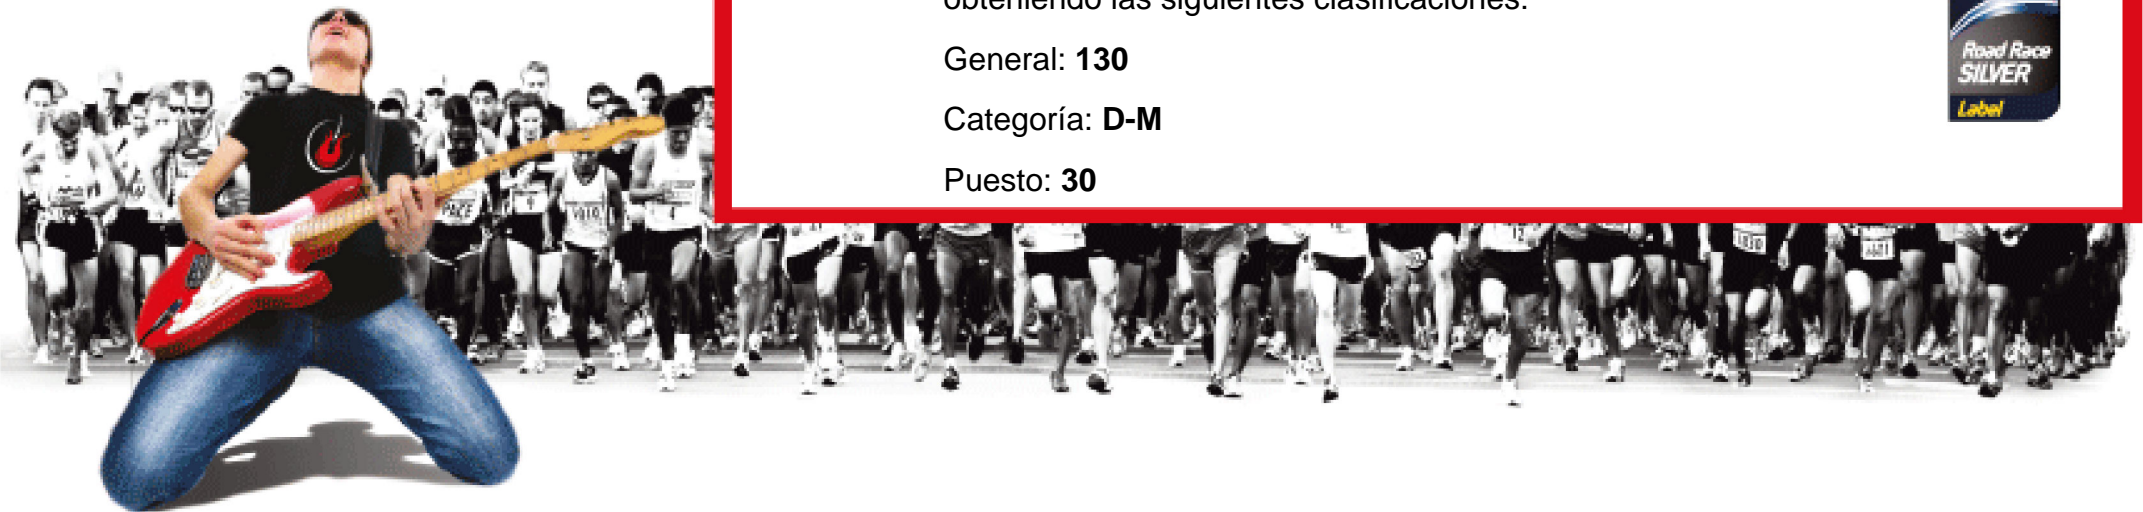 obteniendo las siguientes clasificaciones:
General: 130
Categoría: D-M
Puesto: 30
Road Race
SILVER
Label